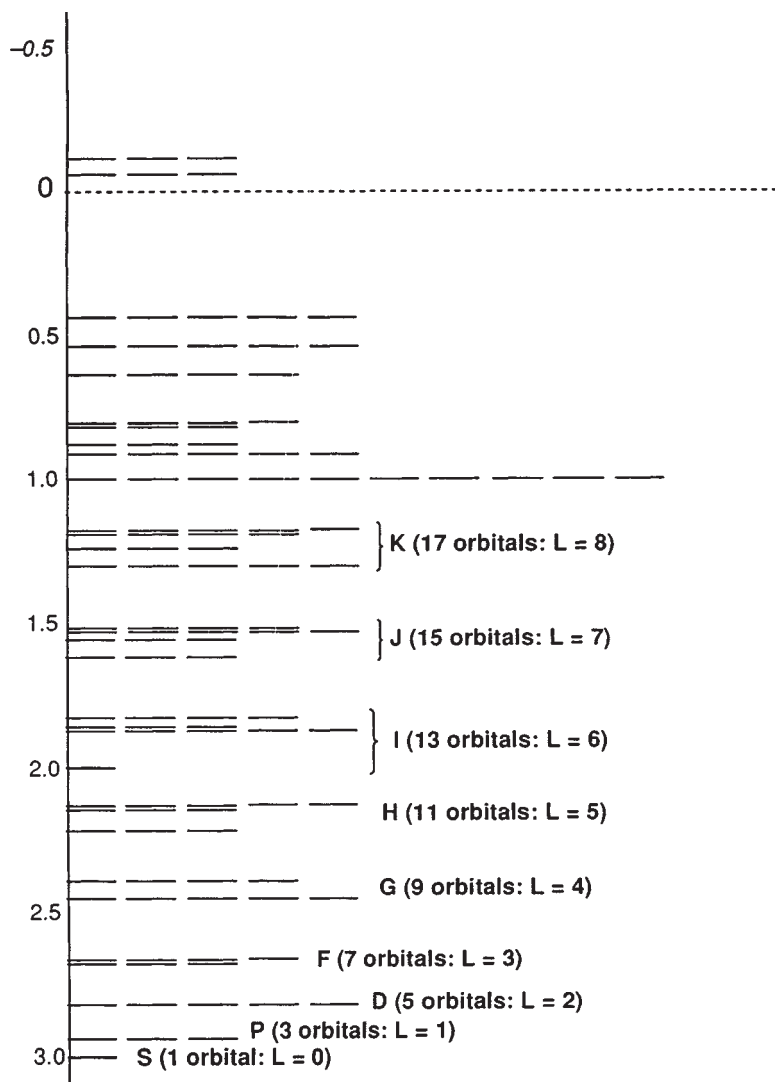 –0.5
0
0.5
1.0
K (17 orbitals: L = 8)
1.5
J (15 orbitals: L = 7)
I (13 orbitals: L = 6)
2.0
H (11 orbitals: L = 5)
G (9 orbitals: L = 4)
2.5
F (7 orbitals: L = 3)
D (5 orbitals: L = 2)
P (3 orbitals: L = 1)
3.0 S (1 orbital: L = 0)